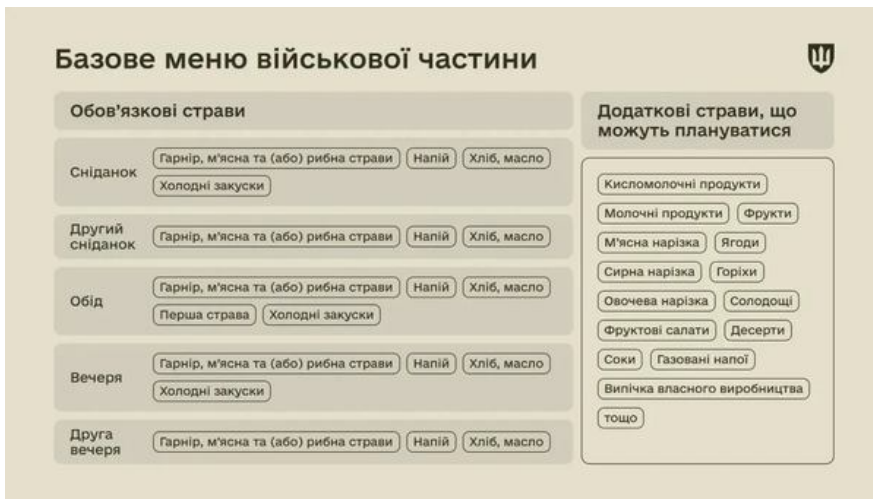 Базове меню військової частини
Обов’язкові страви
Сніданок
Гарнір, м’ясна та (або) рибна страви Напій Хліб, масло
Холодні закуски
Другий
сніданок
Гарнір, м’ясна та (або) рибна страви Напій Хліб, масло
Обід
Гарнір, м’ясна та (або) рибна страви Напій Хліб, масло
Перша страва Холодні закуски
Вечеря
Гарнір, м’ясна та (або) рибна страви Напій Хліб, масло
Холодні закуски
Друга
вечеря
Гарнір, м’ясна та (або) рибна страви Напій Хліб, масло
Додаткові страви, що
можуть плануватися
Кисломолочні продукти
Молочні продукти Фрукти
М’ясна нарізка Ягоди
Сирна нарізка Горіхи
Овочева нарізка Солодощі
Фруктові салати Десерти
Соки Газовані напої
Випічка власного виробництва
тощо